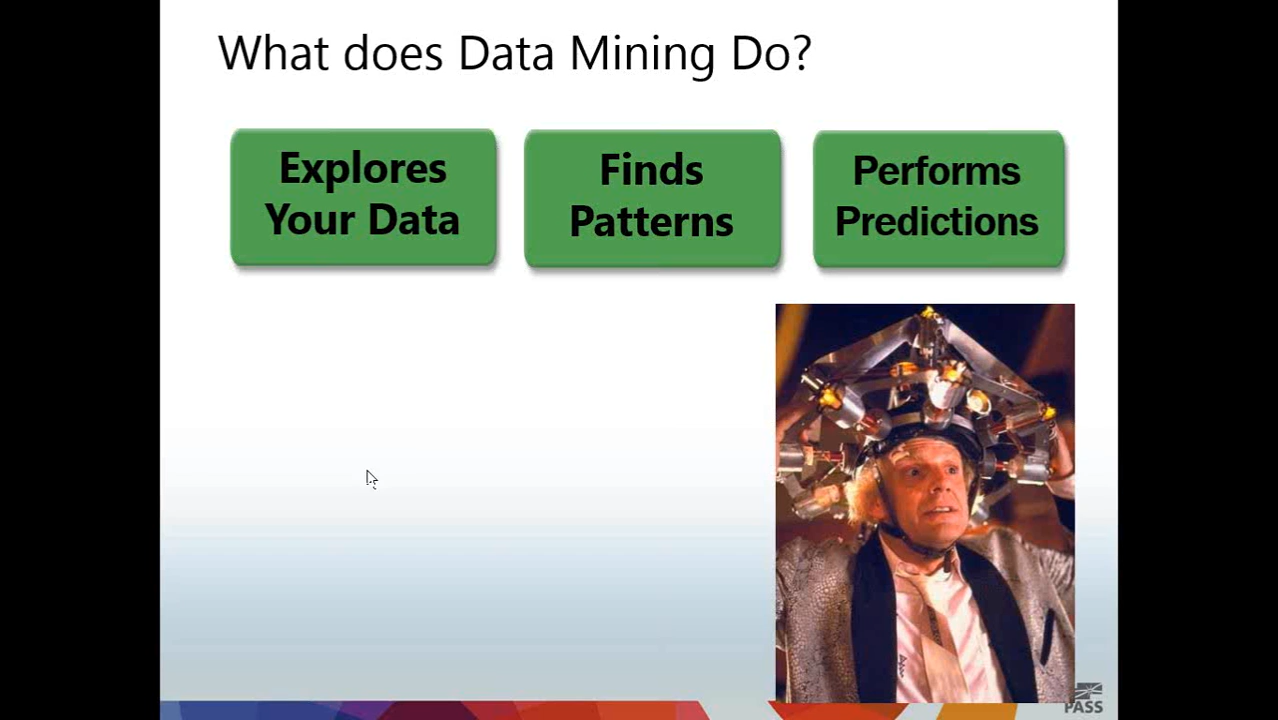 What does Data Mining Do?
Explores
Your Data
Finds
Patterns
Performs
Predictions
PASS